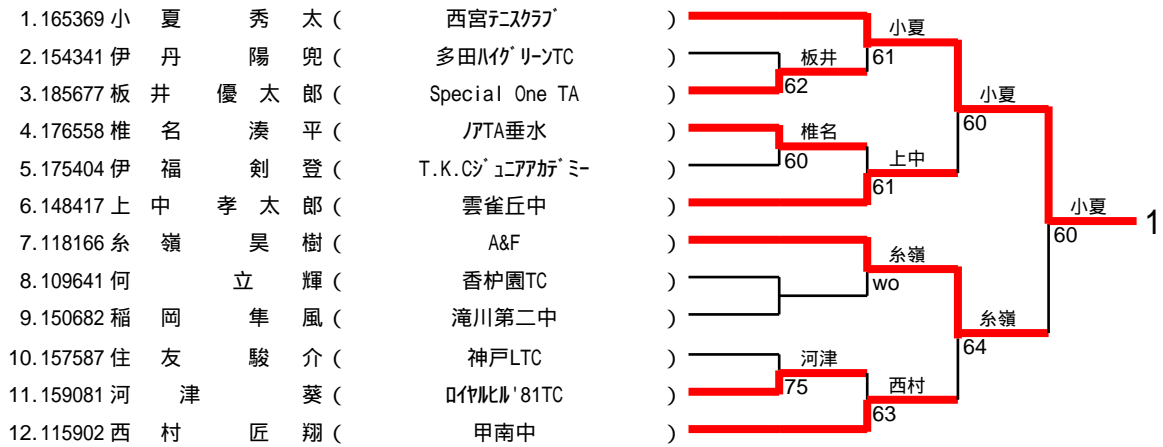 1.165369 小夏 秀太 ( 西宮テニスクラブ )
2.154341 伊丹 陽兜 ( 多田ハイグリーンTC )
3.185677 板井 優太郎 ( Special One TA )
4.176558 椎名 湊平 ( ノアTA垂水 )
5.175404 伊福 剣登 ( T.K.Cジュニアアカデミー )
6.148417 上中 孝太郎 ( 雲雀丘中 )
7.118166 糸嶺 昊樹 ( A&F )
8.109641 何 立輝 ( 香枦園TC )
9.150682 稲岡 隼風 ( 滝川第二中 )
10.157587 住友 駿介 ( 神戸LTC )
11.159081 河津 葵 ( ロイヤルヒル'81TC )
12.115902 西村 匠翔 ( 甲南中 )
板井
62
椎名
60
河津
75
小夏
61
上中
61
糸嶺
wo
西村
63
小夏
60
糸嶺
64
小夏
60
1